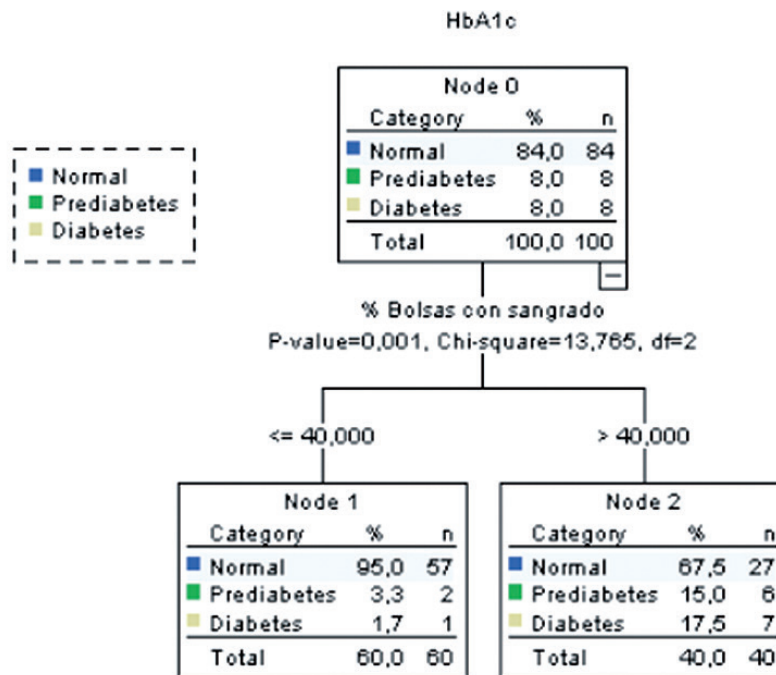 HbA1c
Node 0
Category % n
Normal 84,0 84
Prediabetes 8,0 8
Diabetes 8,0 8
Total 100,0 100
Normal
Prediabetes
Diabetes
% Bolsas con sangrado
P-value=0,001, Chi-square=13,765, df=2
<= 40,000
> 40,000
Node 1
Category % n
Normal 95,0 57
Prediabetes 3,3 2
Diabetes 1,7 1
Total 60,0 60
Node 2
Category % n
Normal 67,5 27
Prediabetes 15,0 6
Diabetes 17,5 7
Total 40,0 40